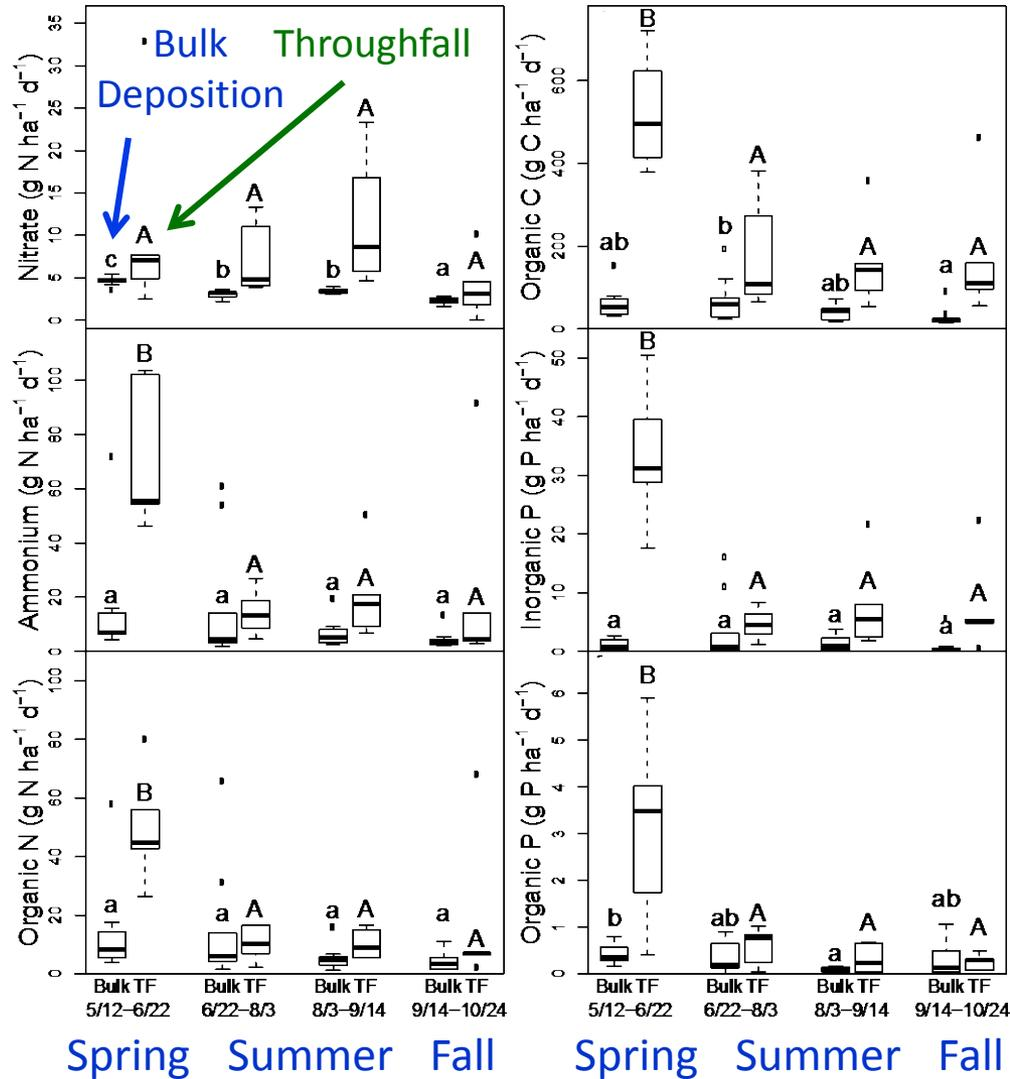 Nitrate (g N ha⁻¹ d⁻¹)
0 5 10 15 20 25 30 35
Bulk Deposition
Throughfall
c A b A b A a A
Organic C (g C ha⁻¹ d⁻¹)
0 200 400 600
ab B b A ab A a A
Ammonium (g N ha⁻¹ d⁻¹)
0 20 40 60 80 100
a B a A a A a A
Inorganic P (g P ha⁻¹ d⁻¹)
0 10 20 30 40 50
a B a A a A a A
Organic N (g N ha⁻¹ d⁻¹)
0 20 40 60 80 100
a B a A a A a A
Organic P (g P ha⁻¹ d⁻¹)
0 1 2 3 4 5 6
b B ab A a A ab A
Bulk TF Bulk TF Bulk TF Bulk TF
5/12–6/22 6/22–8/3 8/3–9/14 9/14–10/24
Spring Summer Fall
Bulk TF Bulk TF Bulk TF Bulk TF
5/12–6/22 6/22–8/3 8/3–9/14 9/14–10/24
Spring Summer Fall